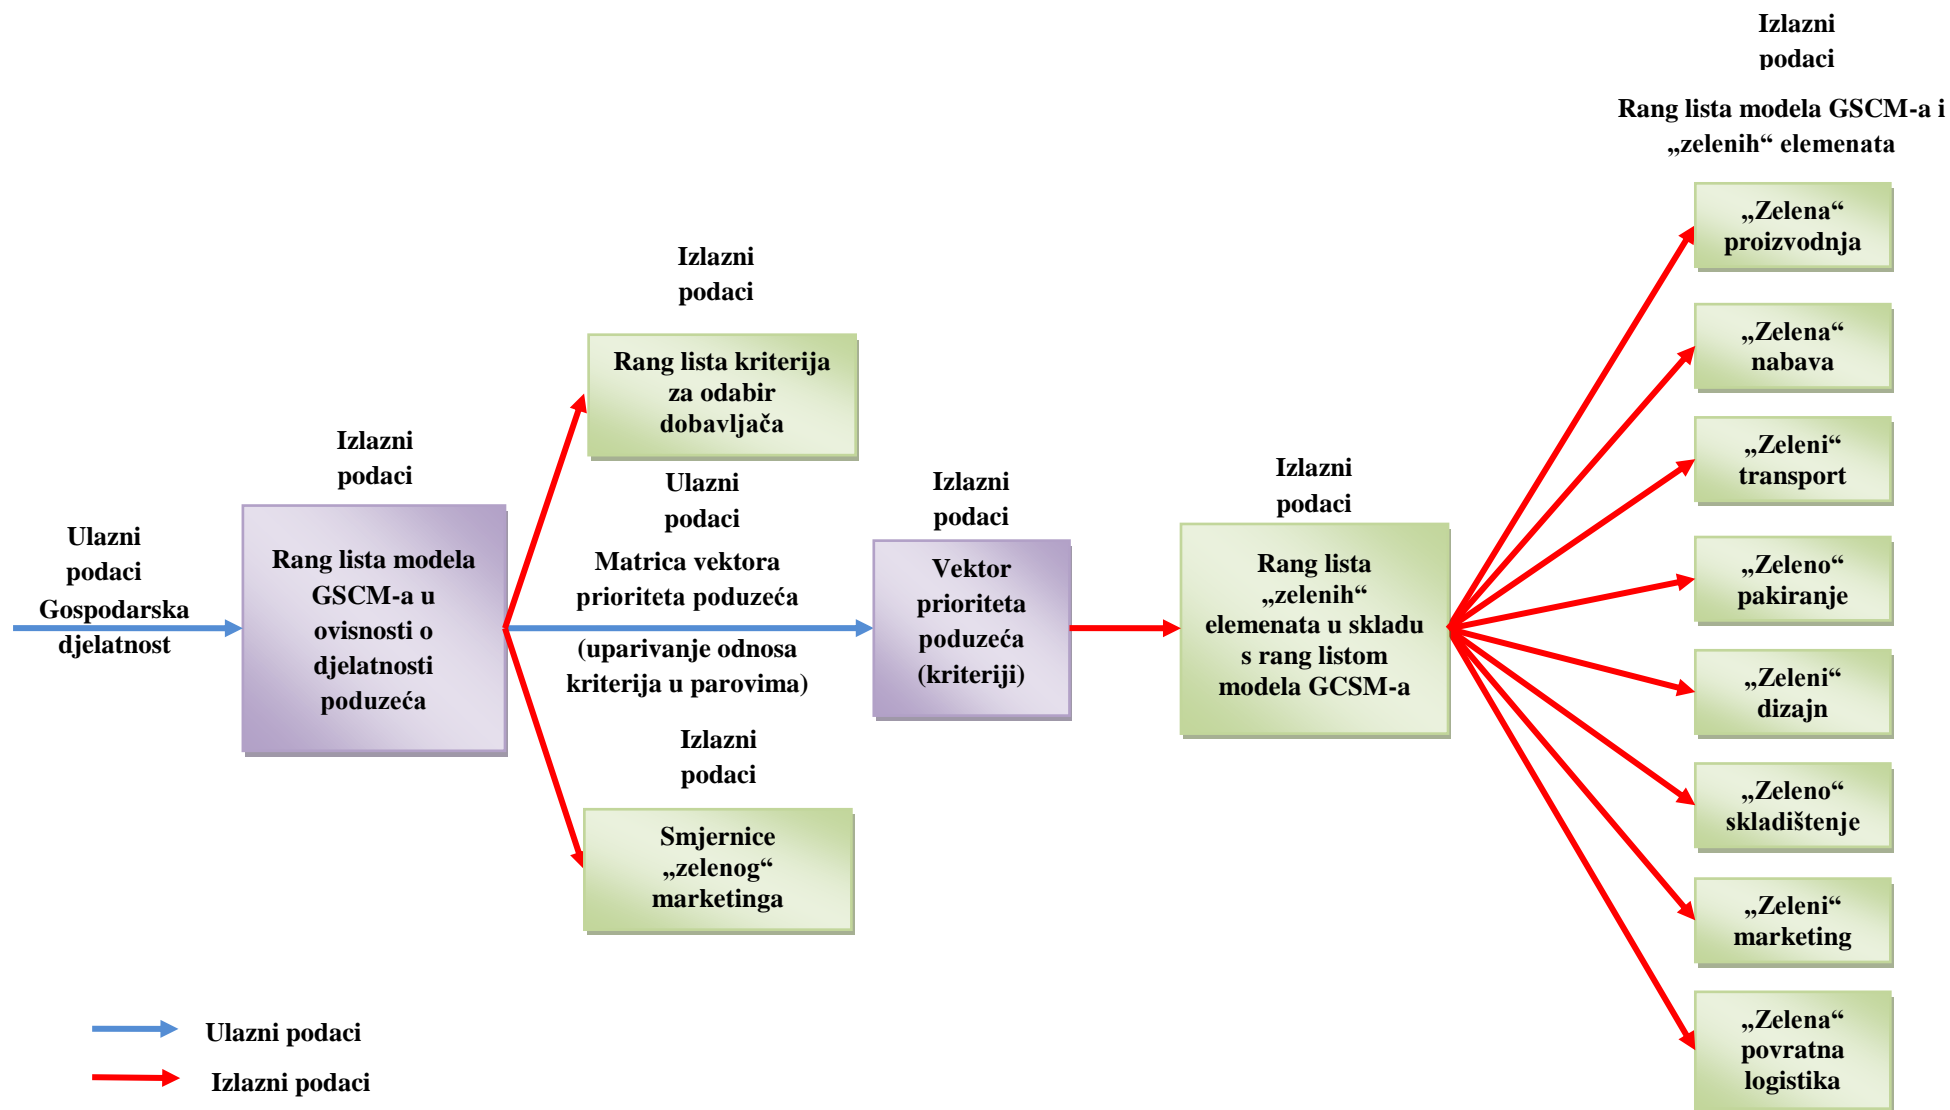 Ulazni
podaci
Gospodarska
djelatnost
Izlazni
podaci
Rang lista modela
GSCM-a u
ovisnosti o
djelatnosti
poduzeća
Izlazni
podaci
Rang lista kriterija
za odabir
dobavljača
Ulazni
podaci
Matrica vektora
prioriteta poduzeća
(uparivanje odnosa
kriterija u parovima)
Izlazni
podaci
Smjernice
„zelenog“
marketinga
Izlazni
podaci
Vektor
prioriteta
poduzeća
(kriteriji)
Izlazni
podaci
Rang lista
„zelenih“
elemenata u skladu
s rang listom
modela GCSM-a
Izlazni
podaci
Rang lista modela GSCM-a i
„zelenih“ elemenata
„Zelena“
proizvodnja
„Zelena“
nabava
„Zeleni“
transport
„Zeleno“
pakiranje
„Zeleni“
dizajn
„Zeleno“
skladištenje
„Zeleni“
marketing
„Zelena“
povratna
logistika
Ulazni podaci
Izlazni podaci